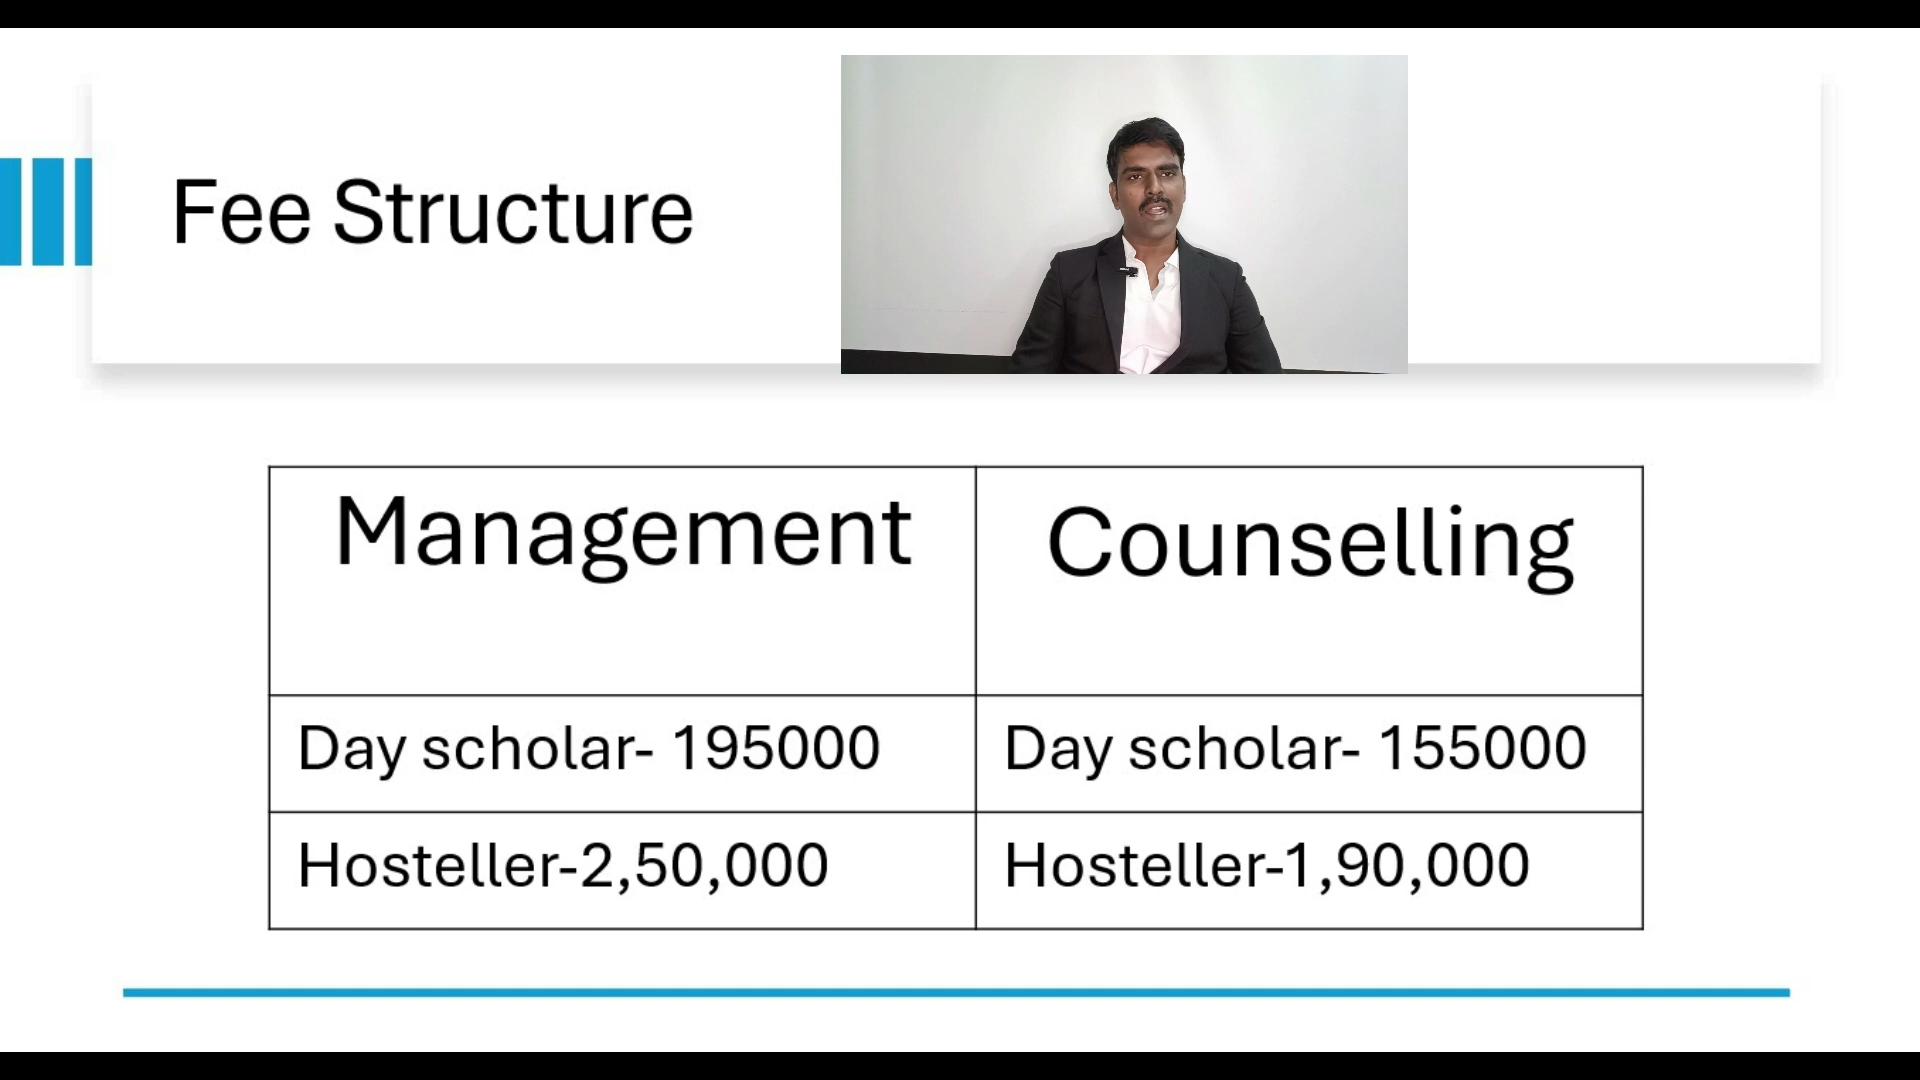 Fee Structure
Management
Counselling
Day scholar- 195000
Day scholar- 155000
Hosteller-2,50,000
Hosteller-1,90,000